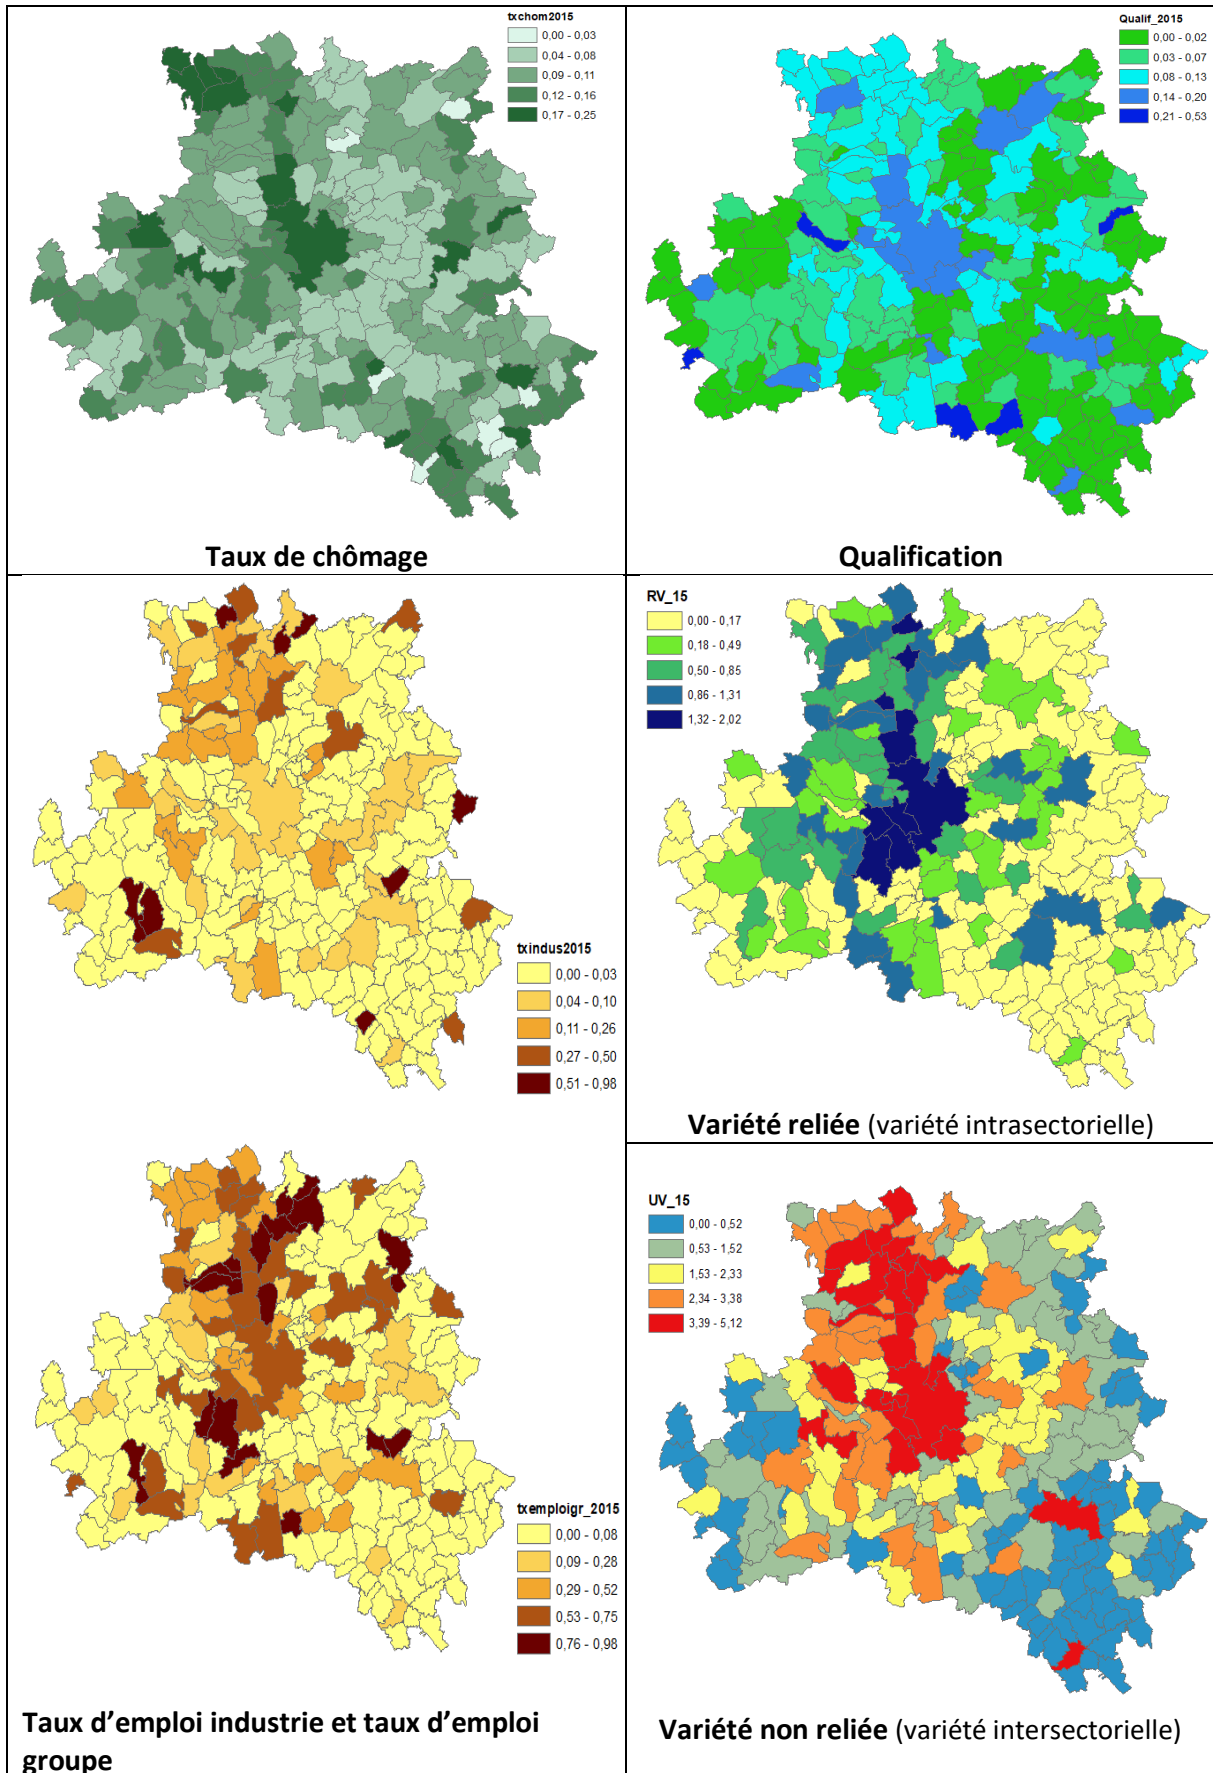 txchom2015
0,00 - 0,03
0,04 - 0,08
0,09 - 0,11
0,12 - 0,16
0,17 - 0,25
Taux de chômage
Qualif_2015
0,00 - 0,02
0,03 - 0,07
0,08 - 0,13
0,14 - 0,20
0,21 - 0,53
Qualification
txindus2015
0,00 - 0,03
0,04 - 0,10
0,11 - 0,26
0,27 - 0,50
0,51 - 0,98
RV_15
0,00 - 0,17
0,18 - 0,49
0,50 - 0,85
0,86 - 1,31
1,32 - 2,02
Variété reliée (variété intrasectorielle)
txemploigr_2015
0,00 - 0,08
0,09 - 0,28
0,29 - 0,52
0,53 - 0,75
0,76 - 0,98
Taux d’emploi industrie et taux d’emploi
groupe
UV_15
0,00 - 0,52
0,53 - 1,52
1,53 - 2,33
2,34 - 3,38
3,39 - 5,12
Variété non reliée (variété intersectorielle)